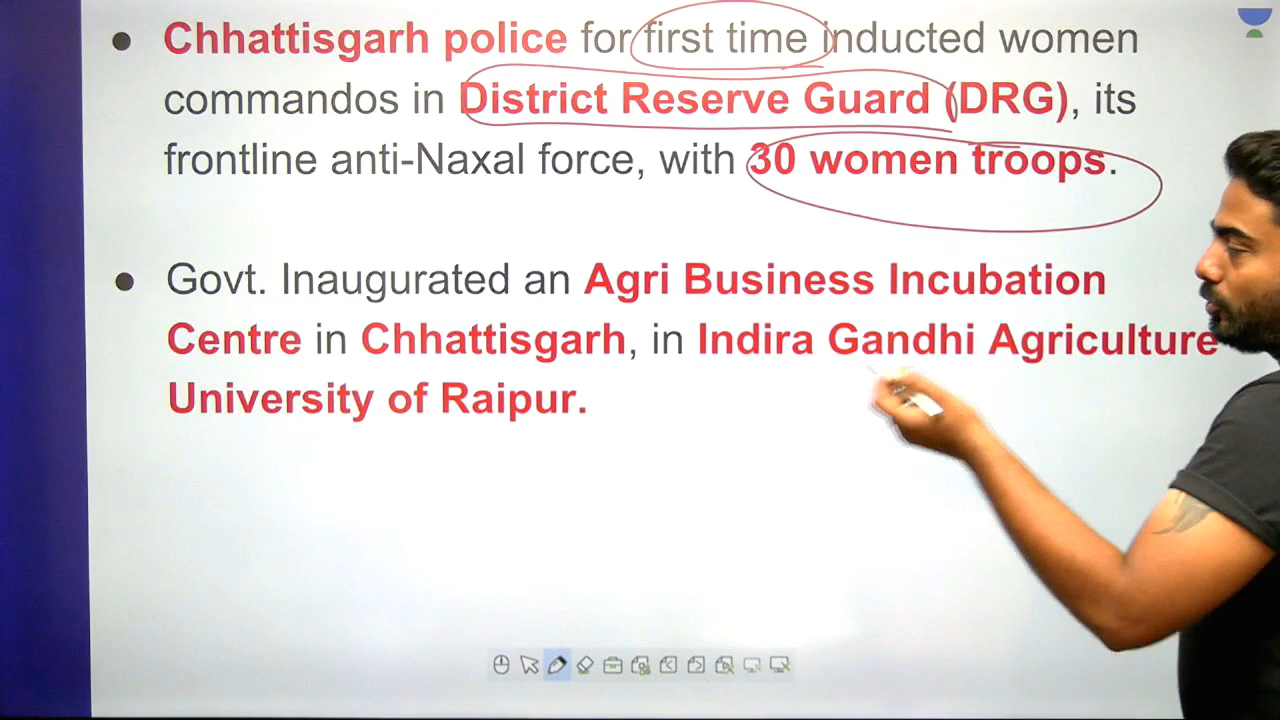 Chhattisgarh police for first time inducted women
commandos in District Reserve Guard (DRG), its
frontline anti-Naxal force, with 30 women troops.
Govt. Inaugurated an Agri Business Incubation
Centre in Chhattisgarh, in Indira Gandhi Agriculture
University of Raipur.